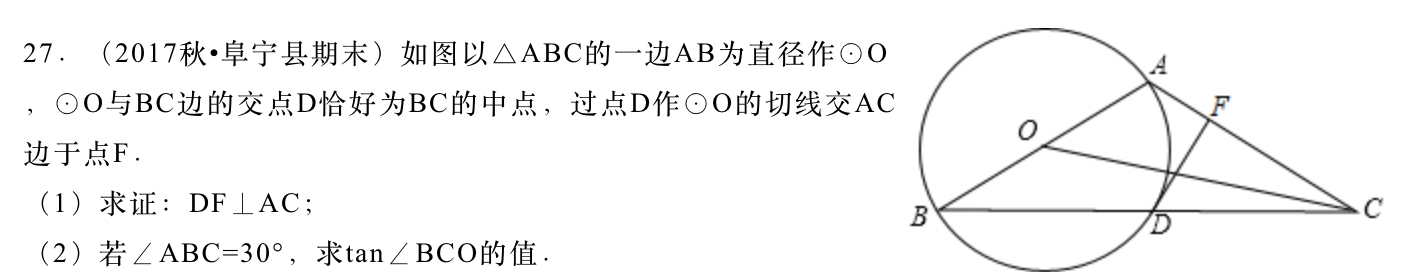 27．（2017秋•阜宁县期末）如图以△ABC的一边AB为直径作⊙O
，⊙O与BC边的交点D恰好为BC的中点，过点D作⊙O的切线交AC
边于点F．
（1）求证：DF⊥AC；
（2）若∠ABC=30°，求tan∠BCO的值．
A
F
O
B
D
C